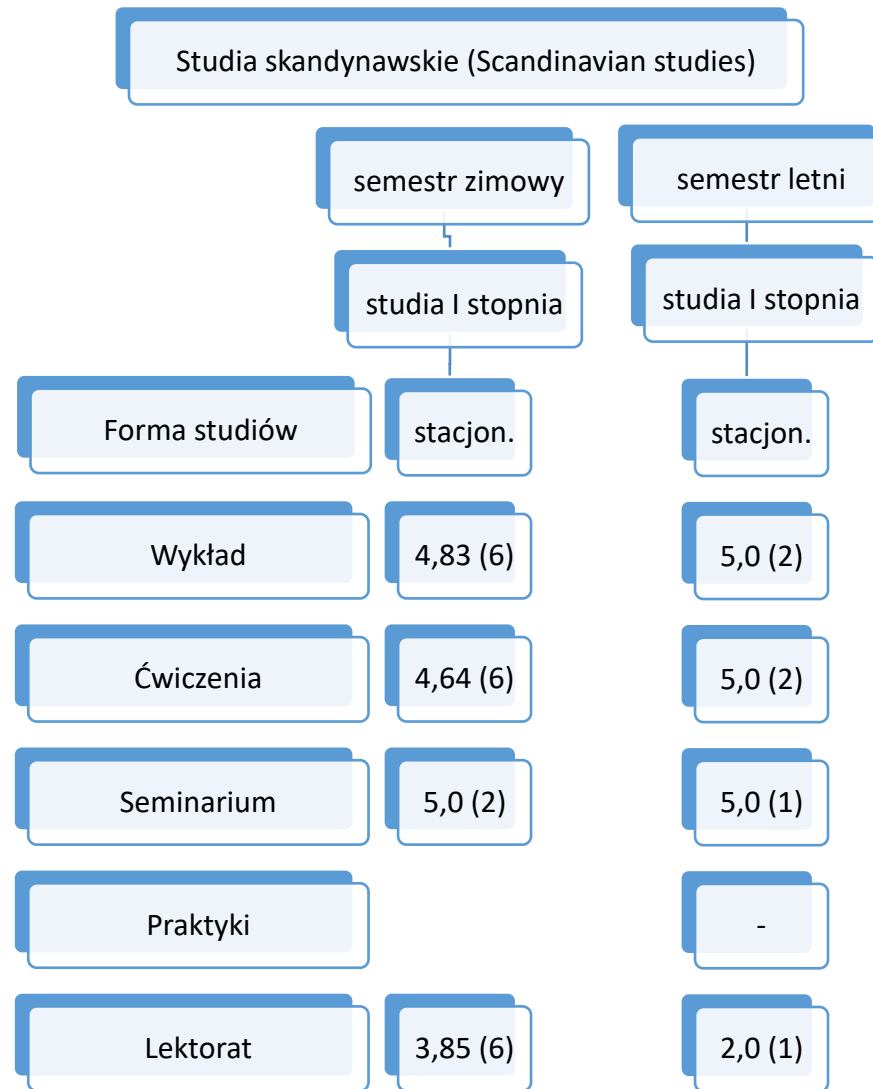 Studia skandynawskie (Scandinavian studies)
semestr zimowy
semestr letni
studia I stopnia
studia I stopnia
Forma studiów
stacjon.
stacjon.
Wykład
4,83 (6)
5,0 (2)
Ćwiczenia
4,64 (6)
5,0 (2)
Seminarium
5,0 (2)
5,0 (1)
Praktyki
-
Lektorat
3,85 (6)
2,0 (1)